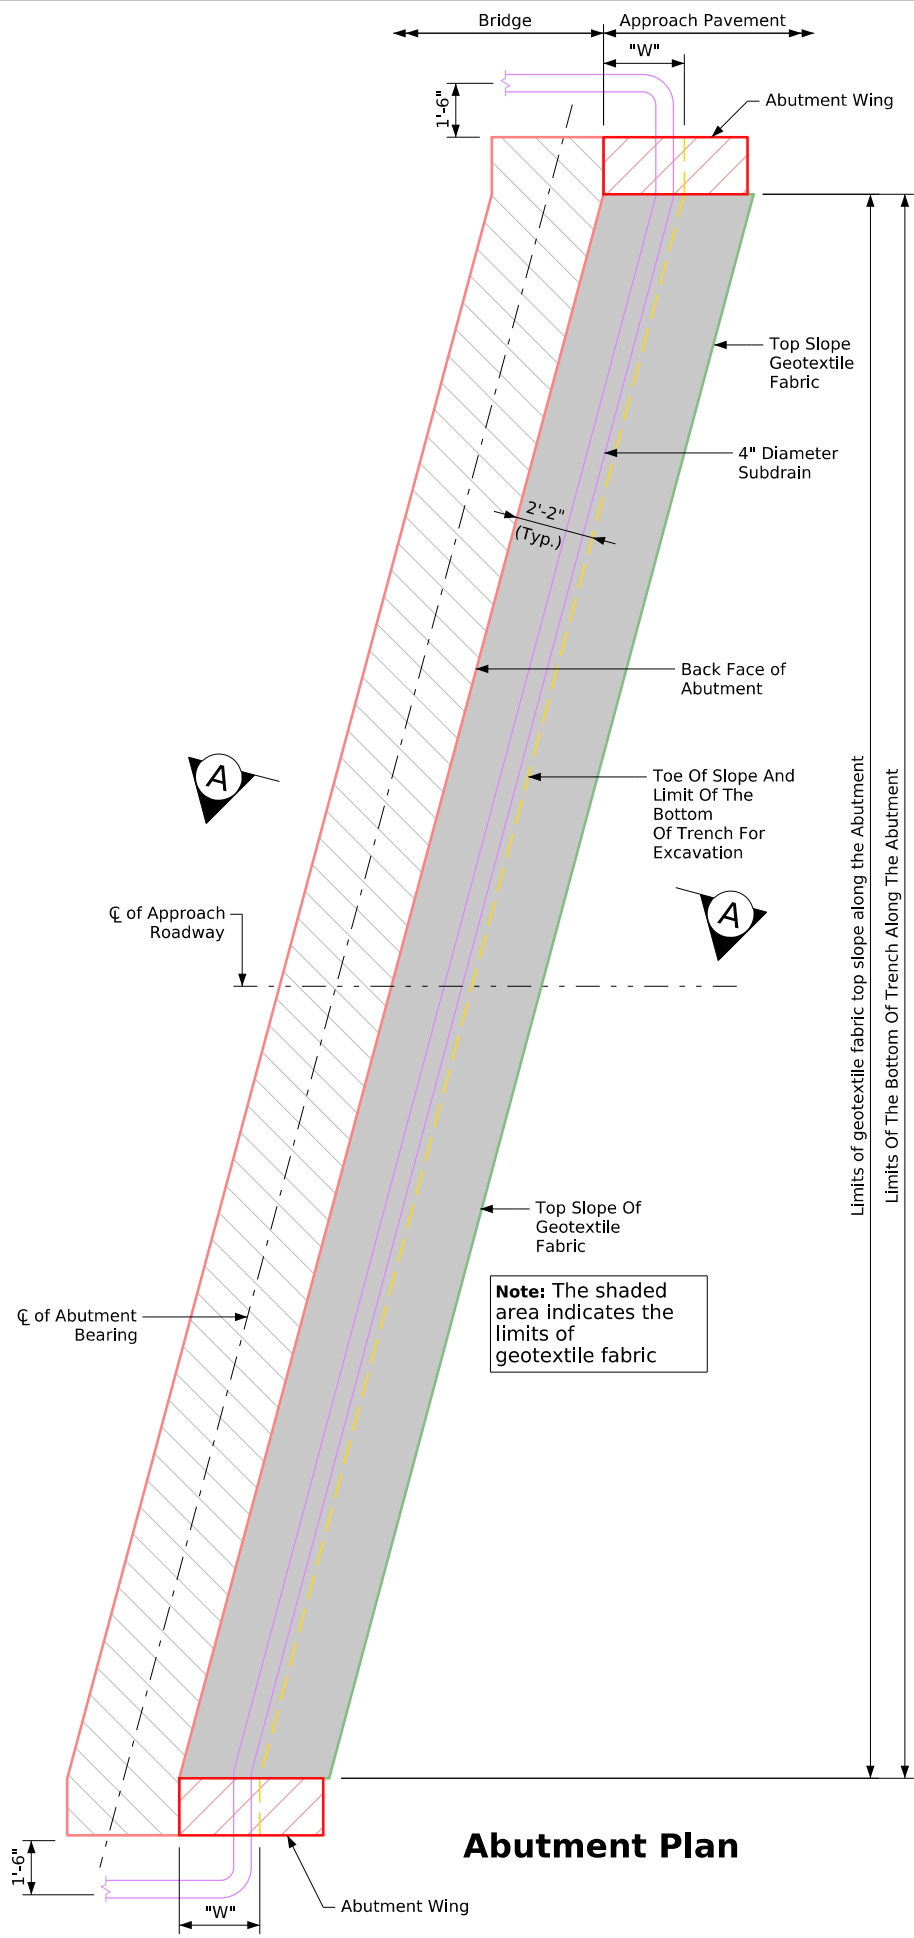 Bridge
Approach Pavement
"W"
1'-6"
Abutment Wing
Top Slope
Geotextile
Fabric
4" Diameter
Subdrain
2'-2"
(Typ.)
Back Face of
Abutment
A
Toe Of Slope And
Limit Of The
Bottom
Of Trench For
Excavation
A
℄ of Approach
Roadway
Limits of geotextile fabric top slope along the Abutment
Limits Of The Bottom Of Trench Along The Abutment
Top Slope Of
Geotextile
Fabric
Note: The shaded
area indicates the
limits of
geotextile fabric
℄ of Abutment
Bearing
Abutment Plan
1'-6"
"W"
Abutment Wing